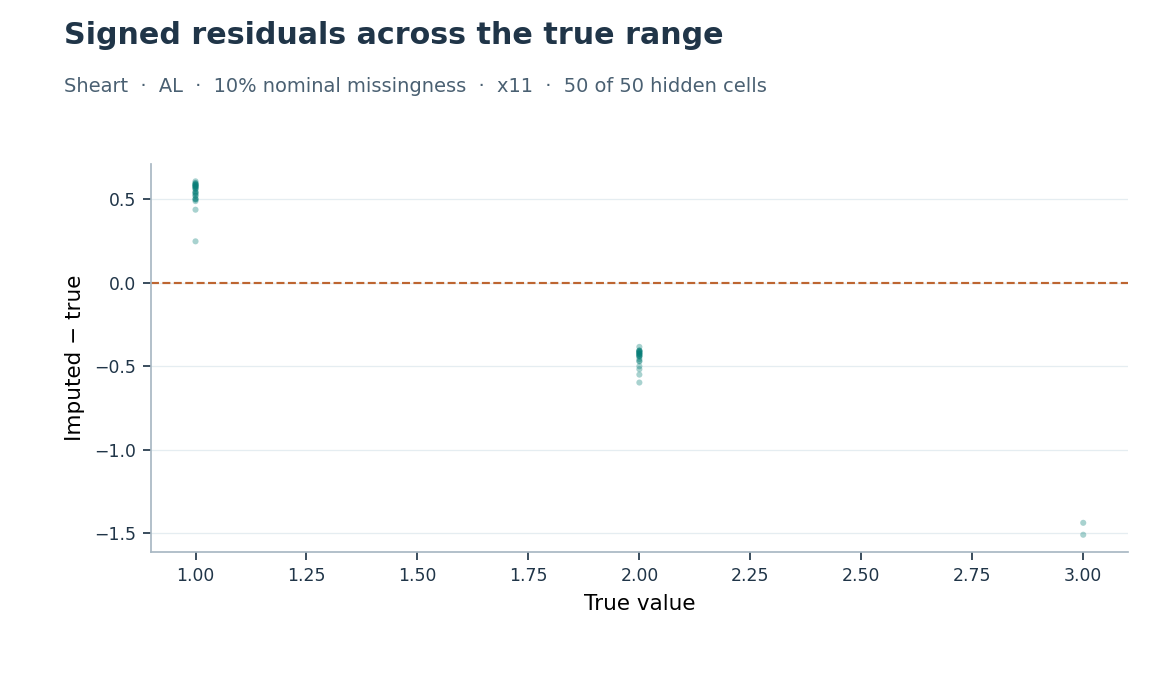 Signed residuals across the true range
Sheart · AL · 10% nominal missingness · x11 · 50 of 50 hidden cells
Imputed − true
0.5
0.0
−0.5
−1.0
−1.5
1.00 1.25 1.50 1.75 2.00 2.25 2.50 2.75 3.00
True value